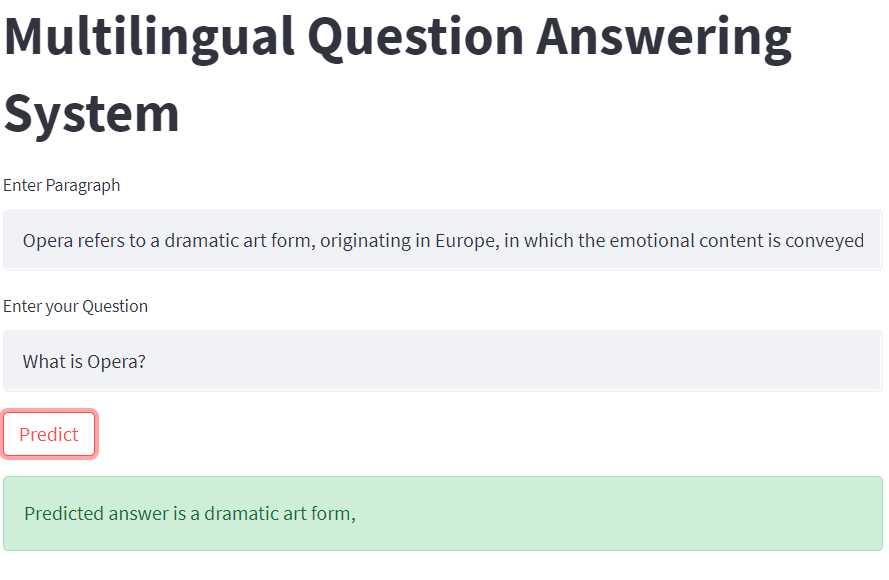 Multilingual Question Answering
System
Enter Paragraph
Opera refers to a dramatic art form, originating in Europe, in which the emotional content is conveyed
Enter your Question
What is Opera?
Predict
Predicted answer is a dramatic art form,